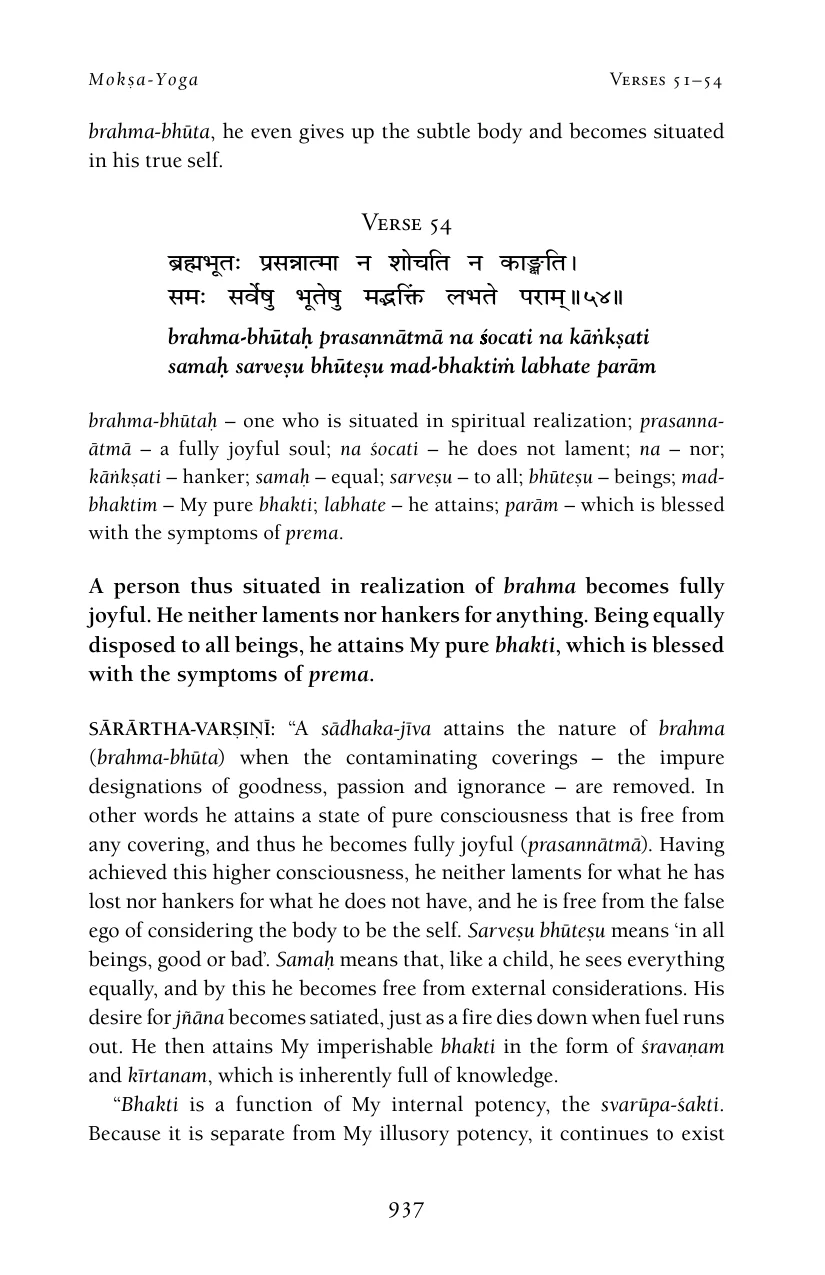 Mokṣa-Yoga Verses 51–54
brahma-bhūta, he even gives up the subtle body and becomes situated
in his true self.
Verse 54
ब्रह्मभूतः प्रसन्नात्मा न शोचति न काङ्क्षति।
समः सर्वेषु भूतेषु मद्भक्तिं लभते पराम्॥५४॥
brahma-bhūtaḥ prasannātmā na śocati na kāṅkṣati
samaḥ sarveṣu bhūteṣu mad-bhaktiṁ labhate parām
brahma-bhūtaḥ – one who is situated in spiritual realization; prasanna-
ātmā – a fully joyful soul; na śocati – he does not lament; na – nor;
kāṅkṣati – hanker; samaḥ – equal; sarveṣu – to all; bhūteṣu – beings; mad-
bhaktim – My pure bhakti; labhate – he attains; parām – which is blessed
with the symptoms of prema.
A person thus situated in realization of brahma becomes fully
joyful. He neither laments nor hankers for anything. Being equally
disposed to all beings, he attains My pure bhakti, which is blessed
with the symptoms of prema.
SĀRĀRTHA-VARṢIṆĪ: “A sādhaka-jīva attains the nature of brahma
(brahma-bhūta) when the contaminating coverings – the impure
designations of goodness, passion and ignorance – are removed. In
other words he attains a state of pure consciousness that is free from
any covering, and thus he becomes fully joyful (prasannātmā). Having
achieved this higher consciousness, he neither laments for what he has
lost nor hankers for what he does not have, and he is free from the false
ego of considering the body to be the self. Sarveṣu bhūteṣu means ‘in all
beings, good or bad’. Samaḥ means that, like a child, he sees everything
equally, and by this he becomes free from external considerations. His
desire for jñāna becomes satiated, just as a fire dies down when fuel runs
out. He then attains My imperishable bhakti in the form of śravaṇam
and kīrtanam, which is inherently full of knowledge.
“Bhakti is a function of My internal potency, the svarūpa-śakti.
Because it is separate from My illusory potency, it continues to exist
937